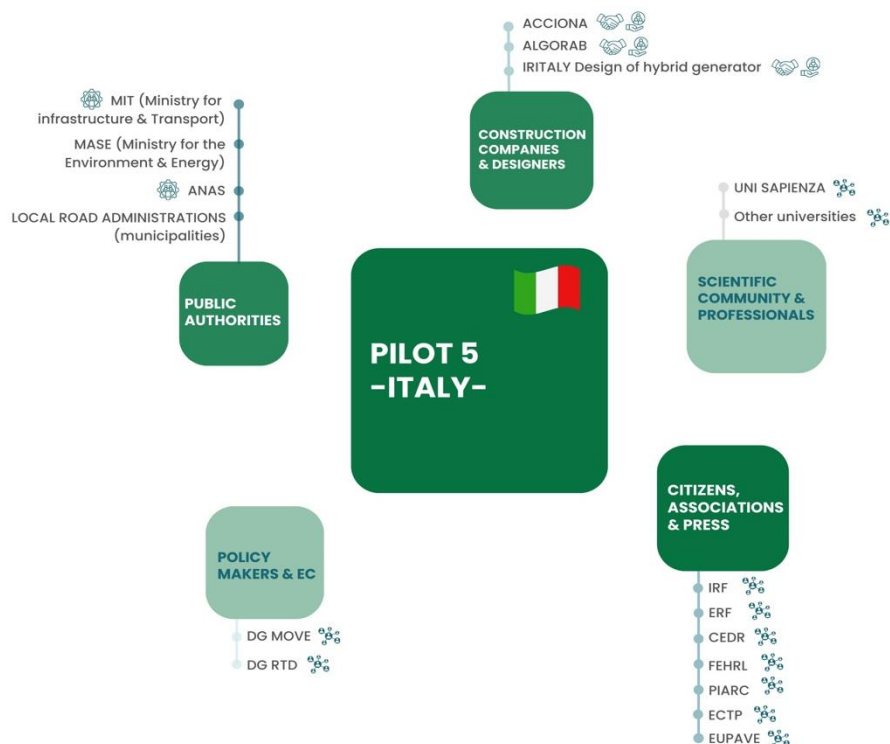 ACCIONA
ALGORAB
IRITALY Design of hybrid generator
CONSTRUCTION
COMPANIES
& DESIGNERS
MIT (Ministry for
infrastructure & Transport)
MASE (Ministry for the
Environment & Energy)
ANAS
LOCAL ROAD ADMINISTRATIONS
(municipalities)
PUBLIC
AUTHORITIES
UNI SAPIENZA
Other universities
SCIENTIFIC
COMMUNITY &
PROFESSIONALS
PILOT 5
-ITALY-
CITIZENS,
ASSOCIATIONS
& PRESS
IRF
ERF
CEDR
FEHRL
PIARC
ECTP
EUPAVE
POLICY
MAKERS & EC
DG MOVE
DG RTD